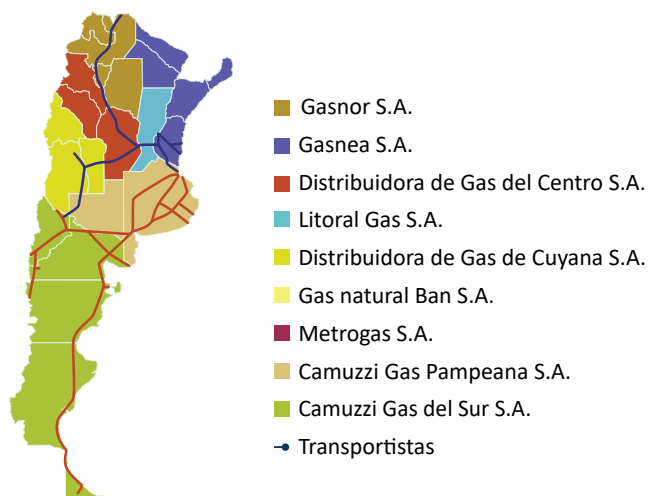 Gasnor S.A.
Gasnea S.A.
Distribuidora de Gas del Centro S.A.
Litoral Gas S.A.
Distribuidora de Gas de Cuyana S.A.
Gas natural Ban S.A.
Metrogas S.A.
Camuzzi Gas Pampeana S.A.
Camuzzi Gas del Sur S.A.
Transportistas